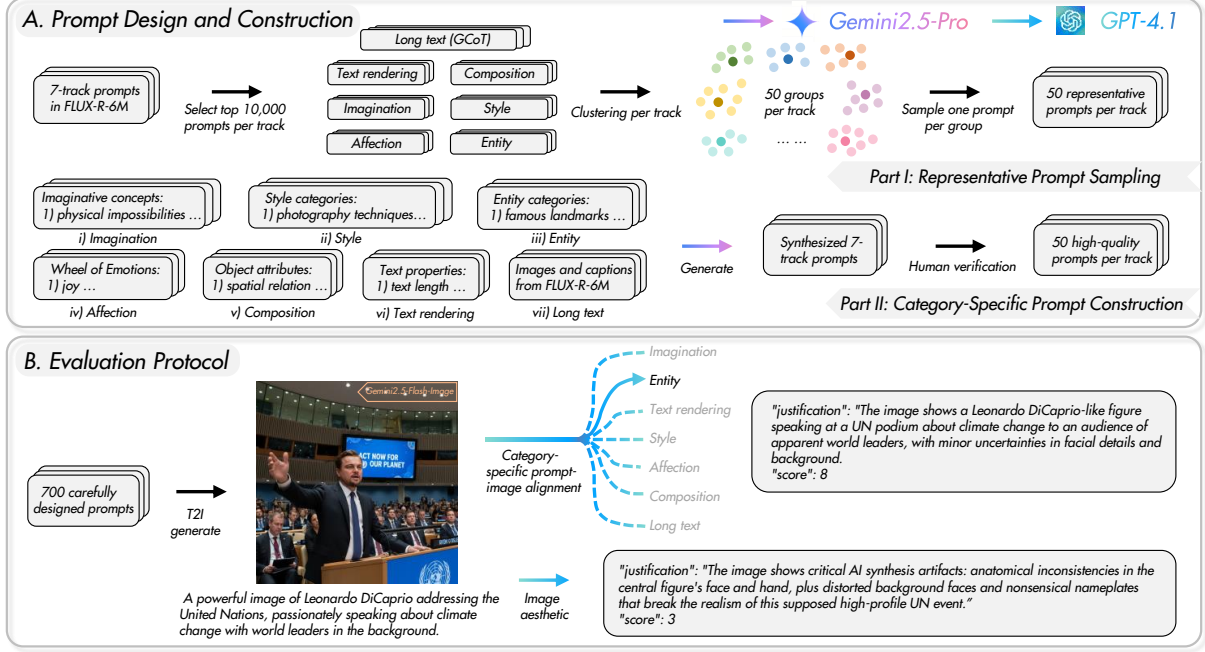 A. Prompt Design and Construction
Gemini2.5-Pro
GPT-4.1
7-track prompts
in FLUX-R-6M
Select top 10,000
prompts per track
Long text (GCoT)
Text rendering
Composition
Imagination
Style
Affection
Entity
Clustering per track
50 groups
per track
... ...
Sample one prompt
per group
50 representative
prompts per track
Part I: Representative Prompt Sampling
Imaginative concepts:
1) physical impossibilities ...
i) Imagination
Style categories:
1) photography techniques...
ii) Style
Entity categories:
1) famous landmarks ...
iii) Entity
Wheel of Emotions:
1) joy ...
iv) Affection
Object attributes:
1) spatial relation ...
v) Composition
Text properties:
1) text length ...
vi) Text rendering
Images and captions
from FLUX-R-6M
vii) Long text
Generate
Synthesized 7-
track prompts
Human verification
50 high-quality
prompts per track
Part II: Category-Specific Prompt Construction
B. Evaluation Protocol
700 carefully
designed prompts
T2I
generate
Gemini2.5-Flash-Image
ACT NOW FOR
OUR PLANET
A powerful image of Leonardo DiCaprio addressing the
United Nations, passionately speaking about climate
change with world leaders in the background.
Category-
specific prompt-
image alignment
Imagination
Entity
Text rendering
Style
Affection
Composition
Long text
"justification": "The image shows a Leonardo DiCaprio-like figure
speaking at a UN podium about climate change to an audience of
apparent world leaders, with minor uncertainties in facial details and
background.
"score": 8
Image
aesthetic
"justification": "The image shows critical AI synthesis artifacts: anatomical inconsistencies in the
central figure's face and hand, plus distorted background faces and nonsensical nameplates
that break the realism of this supposed high-profile UN event.”
"score": 3